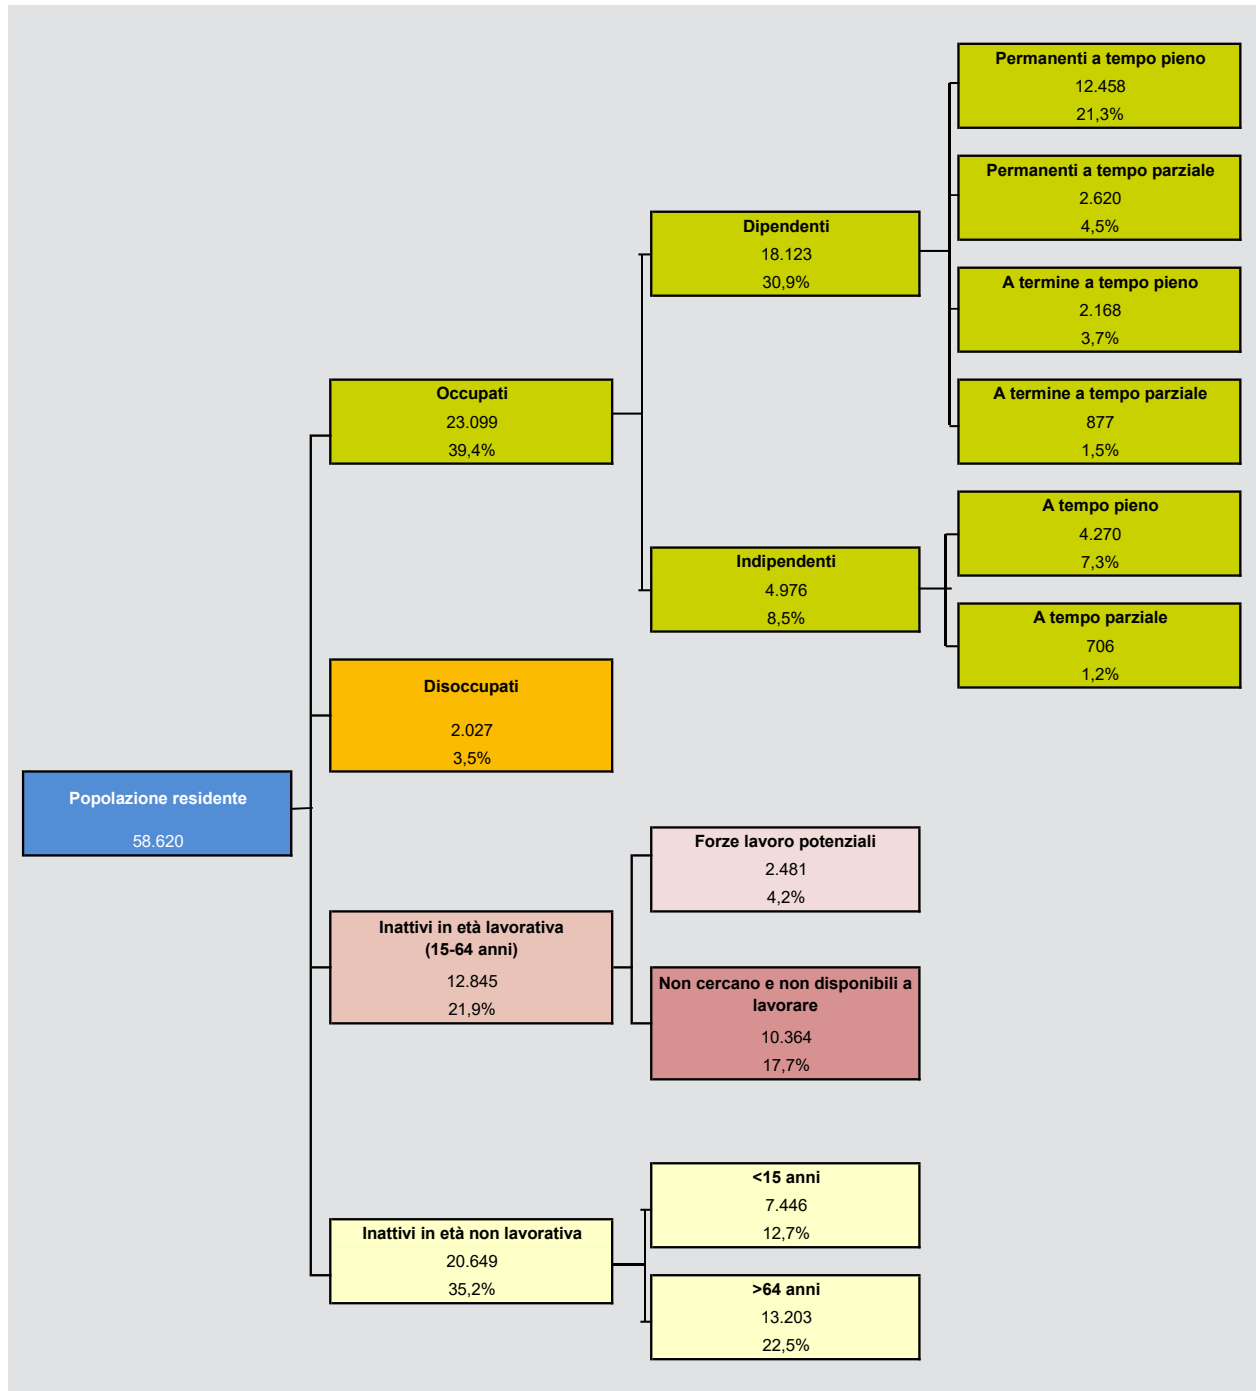 Popolazione residente
58.620
Occupati
23.099
39,4%
Dipendenti
18.123
30,9%
Permanenti a tempo pieno
12.458
21,3%
Permanenti a tempo parziale
2.620
4,5%
A termine a tempo pieno
2.168
3,7%
A termine a tempo parziale
877
1,5%
Indipendenti
4.976
8,5%
A tempo pieno
4.270
7,3%
A tempo parziale
706
1,2%
Disoccupati
2.027
3,5%
Inattivi in età lavorativa
(15-64 anni)
12.845
21,9%
Forze lavoro potenziali
2.481
4,2%
Non cercano e non disponibili a
lavorare
10.364
17,7%
Inattivi in età non lavorativa
20.649
35,2%
<15 anni
7.446
12,7%
>64 anni
13.203
22,5%